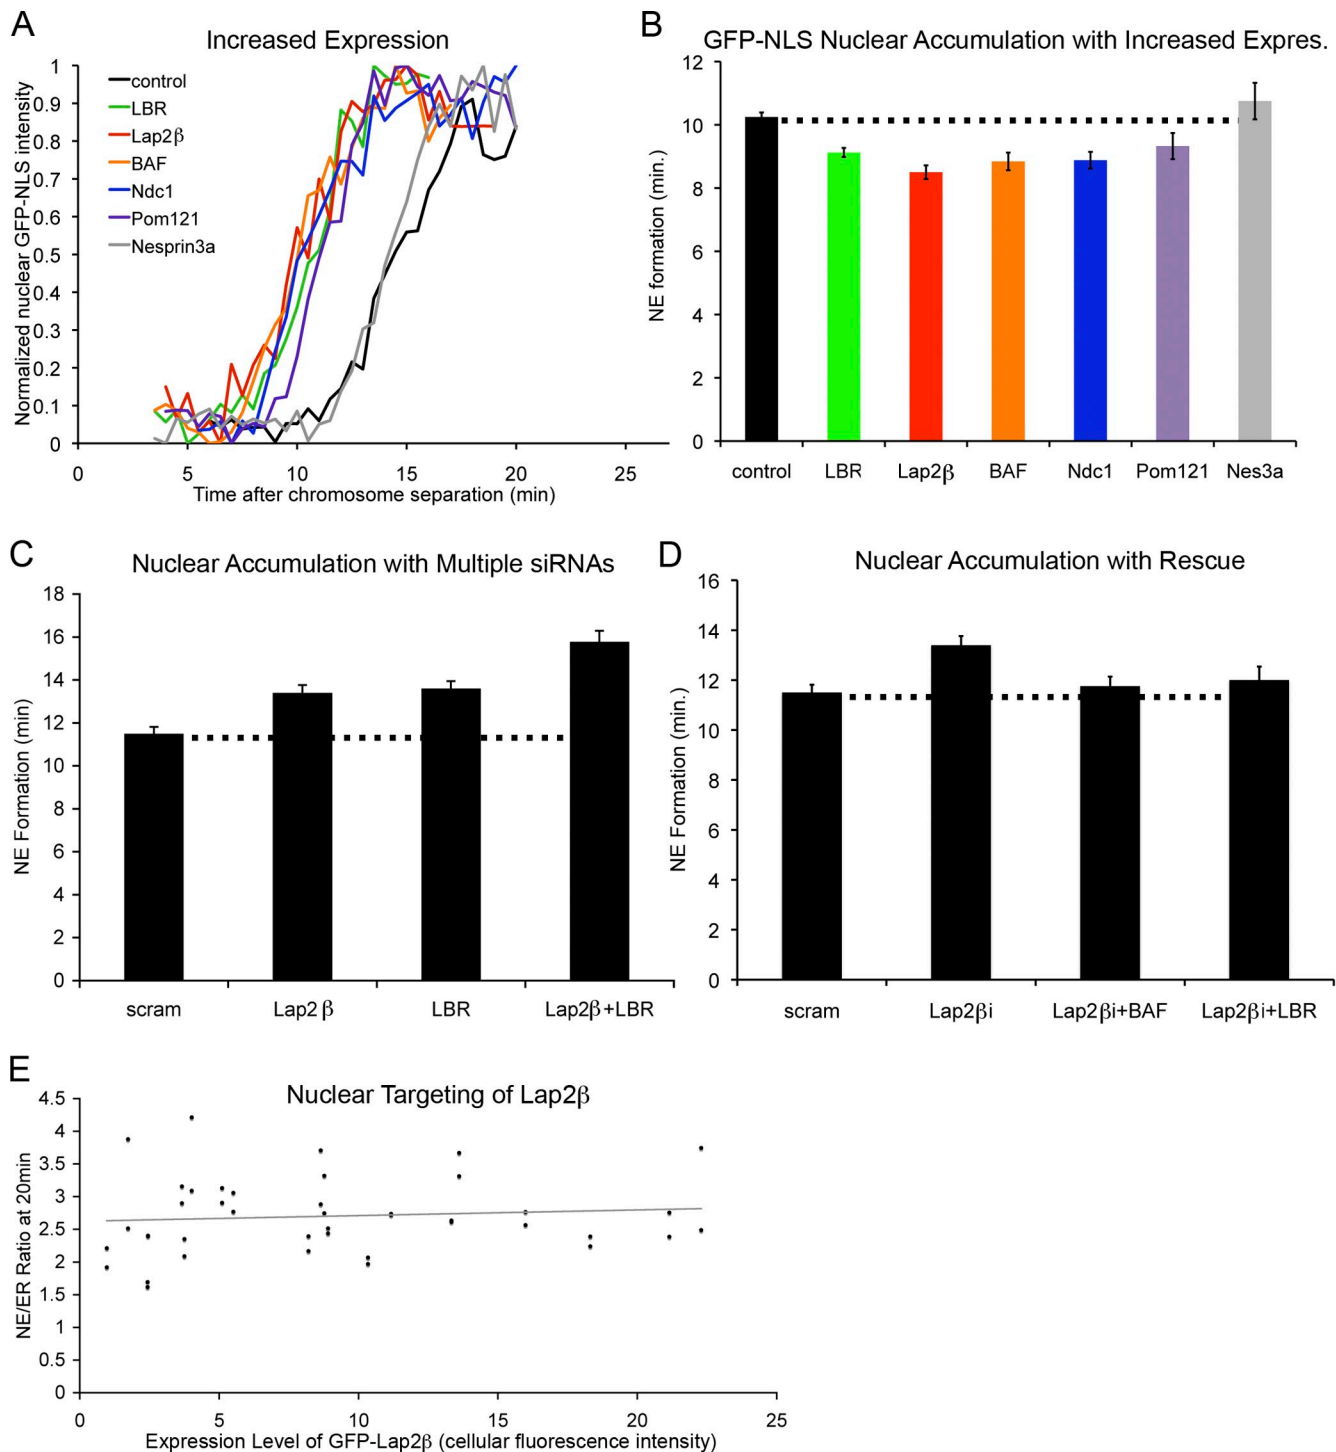 A
Increased Expression
Normalized nuclear GFP-NLS intensity
1
0.9
0.8
0.7
0.6
0.5
0.4
0.3
0.2
0.1
0
control
LBR
Lap2β
BAF
Ndc1
Pom121
Nesprin3a
0 5 10 15 20 25
Time after chromosome separation (min)
B
GFP-NLS Nuclear Accumulation with Increased Expres.
NE formation (min.)
12
10
8
6
4
2
0
control LBR Lap2β BAF Ndc1 Pom121 Nes3a
C
Nuclear Accumulation with Multiple siRNAs
NE Formation (min)
18
16
14
12
10
8
6
4
2
0
scram Lap2β LBR Lap2β+LBR
D
Nuclear Accumulation with Rescue
NE Formation (min.)
16
14
12
10
8
6
4
2
0
scram Lap2βi Lap2βi+BAF Lap2βi+LBR
E
Nuclear Targeting of Lap2β
NE/ER Ratio at 20min
4.5
4
3.5
3
2.5
2
1.5
1
0.5
0
0 5 10 15 20 25
Expression Level of GFP-Lap2β (cellular fluorescence intensity)